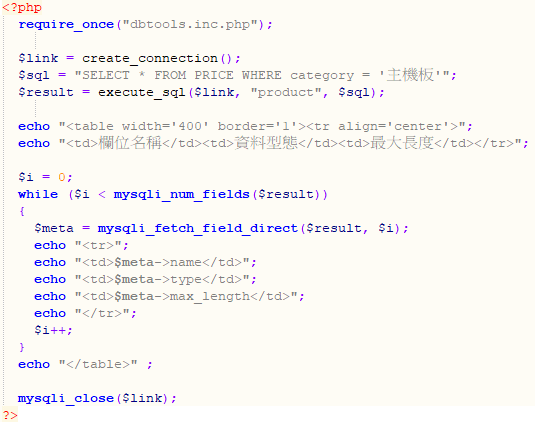 <?php
  require_once("dbtools.inc.php");

  $link = create_connection();
  $sql = "SELECT * FROM PRICE WHERE category = '主機板'";
  $result = execute_sql($link, "product", $sql);

  echo "<table width='400' border='1'><tr align='center'>";
  echo "<td>欄位名稱</td><td>資料型態</td><td>最大長度</td></tr>";

  $i = 0;
  while ($i < mysqli_num_fields($result))
  {
    $meta = mysqli_fetch_field_direct($result, $i);
    echo "<tr>";
    echo "<td>$meta->name</td>";
    echo "<td>$meta->type</td>";
    echo "<td>$meta->max_length</td>";
    echo "</tr>";
    $i++;
  }
  echo "</table>" ;

  mysqli_close($link);
?>